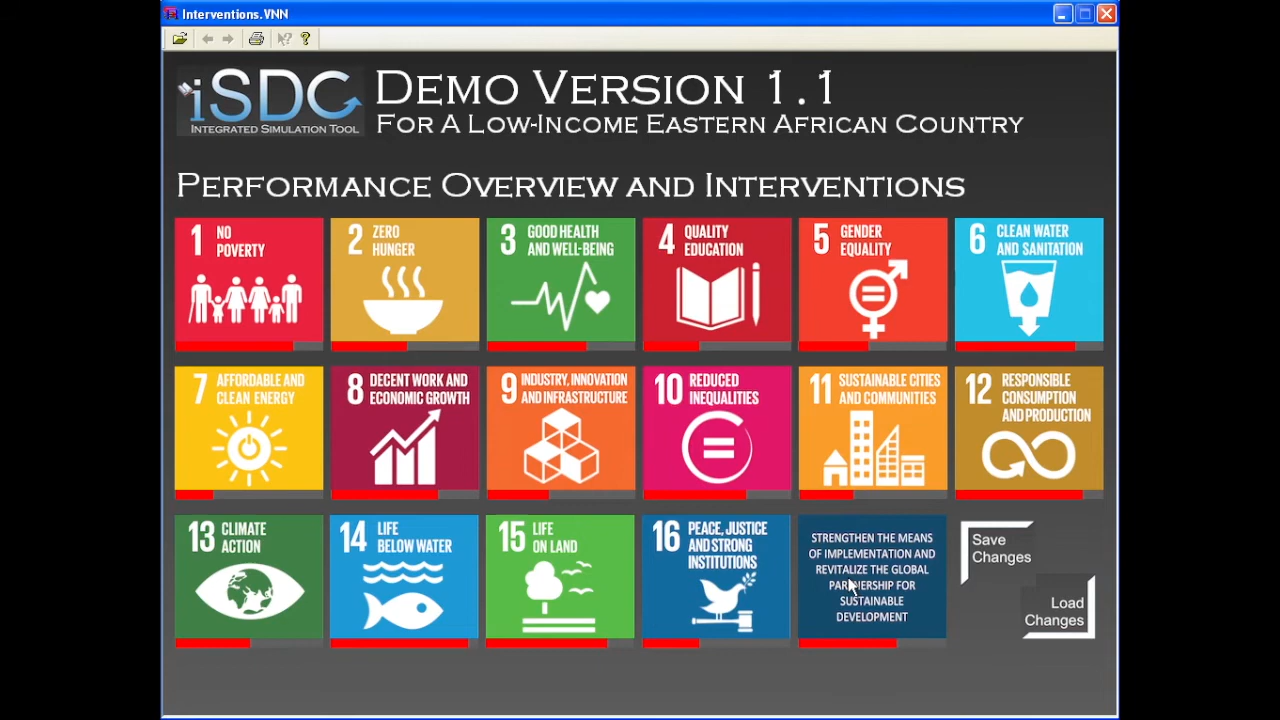 Interventions.VNN
iSDG
INTEGRATED SIMULATION TOOL
DEMO VERSION 1.1
FOR A LOW-INCOME EASTERN AFRICAN COUNTRY
PERFORMANCE OVERVIEW AND INTERVENTIONS
1 NO
POVERTY
2 ZERO
HUNGER
3 GOOD HEALTH
AND WELL-BEING
4 QUALITY
EDUCATION
5 GENDER
EQUALITY
6 CLEAN WATER
AND SANITATION
7 AFFORDABLE AND
CLEAN ENERGY
8 DECENT WORK AND
ECONOMIC GROWTH
9 INDUSTRY, INNOVATION
AND INFRASTRUCTURE
10 REDUCED
INEQUALITIES
11 SUSTAINABLE CITIES
AND COMMUNITIES
12 RESPONSIBLE
CONSUMPTION
AND PRODUCTION
13 CLIMATE
ACTION
14 LIFE
BELOW WATER
15 LIFE
ON LAND
16 PEACE, JUSTICE
AND STRONG
INSTITUTIONS
STRENGTHEN THE MEANS
OF IMPLEMENTATION AND
REVITALIZE THE GLOBAL
PARTNERSHIP FOR
SUSTAINABLE
DEVELOPMENT
Save
Changes
Load
Changes